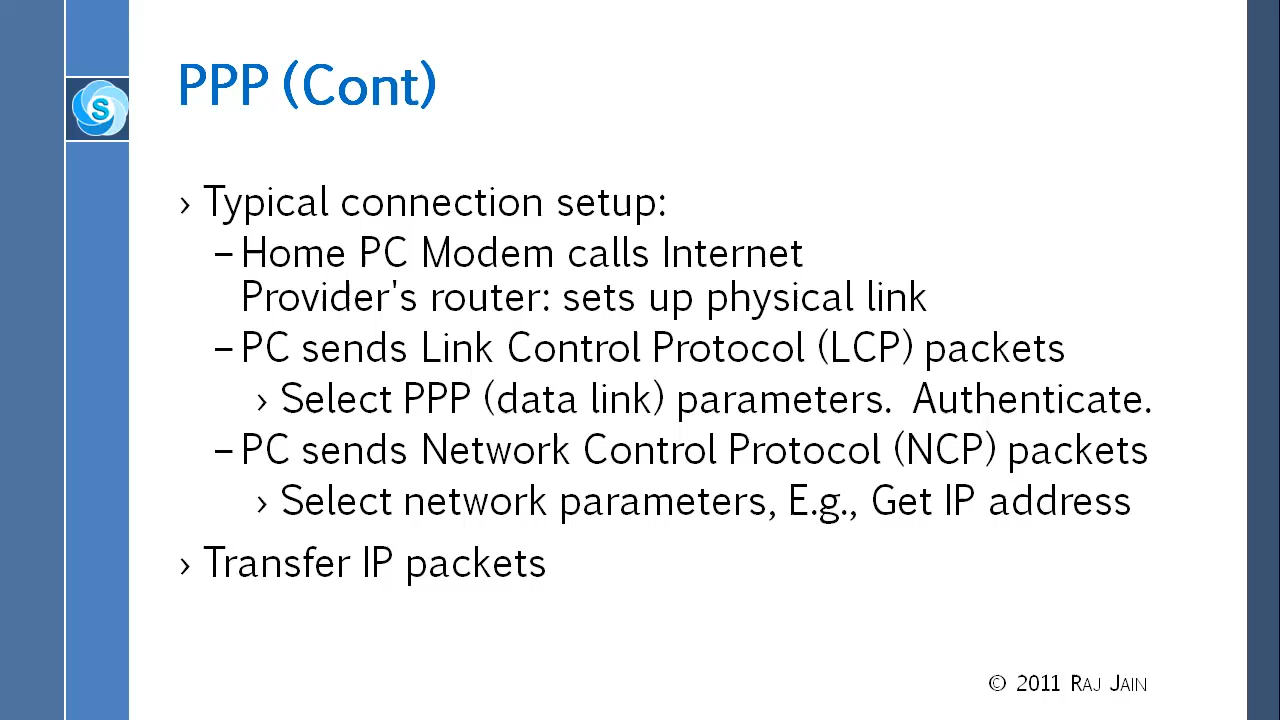 PPP (Cont)
S
› Typical connection setup:
– Home PC Modem calls Internet
Provider's router: sets up physical link
– PC sends Link Control Protocol (LCP) packets
› Select PPP (data link) parameters.  Authenticate.
– PC sends Network Control Protocol (NCP) packets
› Select network parameters, E.g., Get IP address
› Transfer IP packets
© 2011 Raj Jain